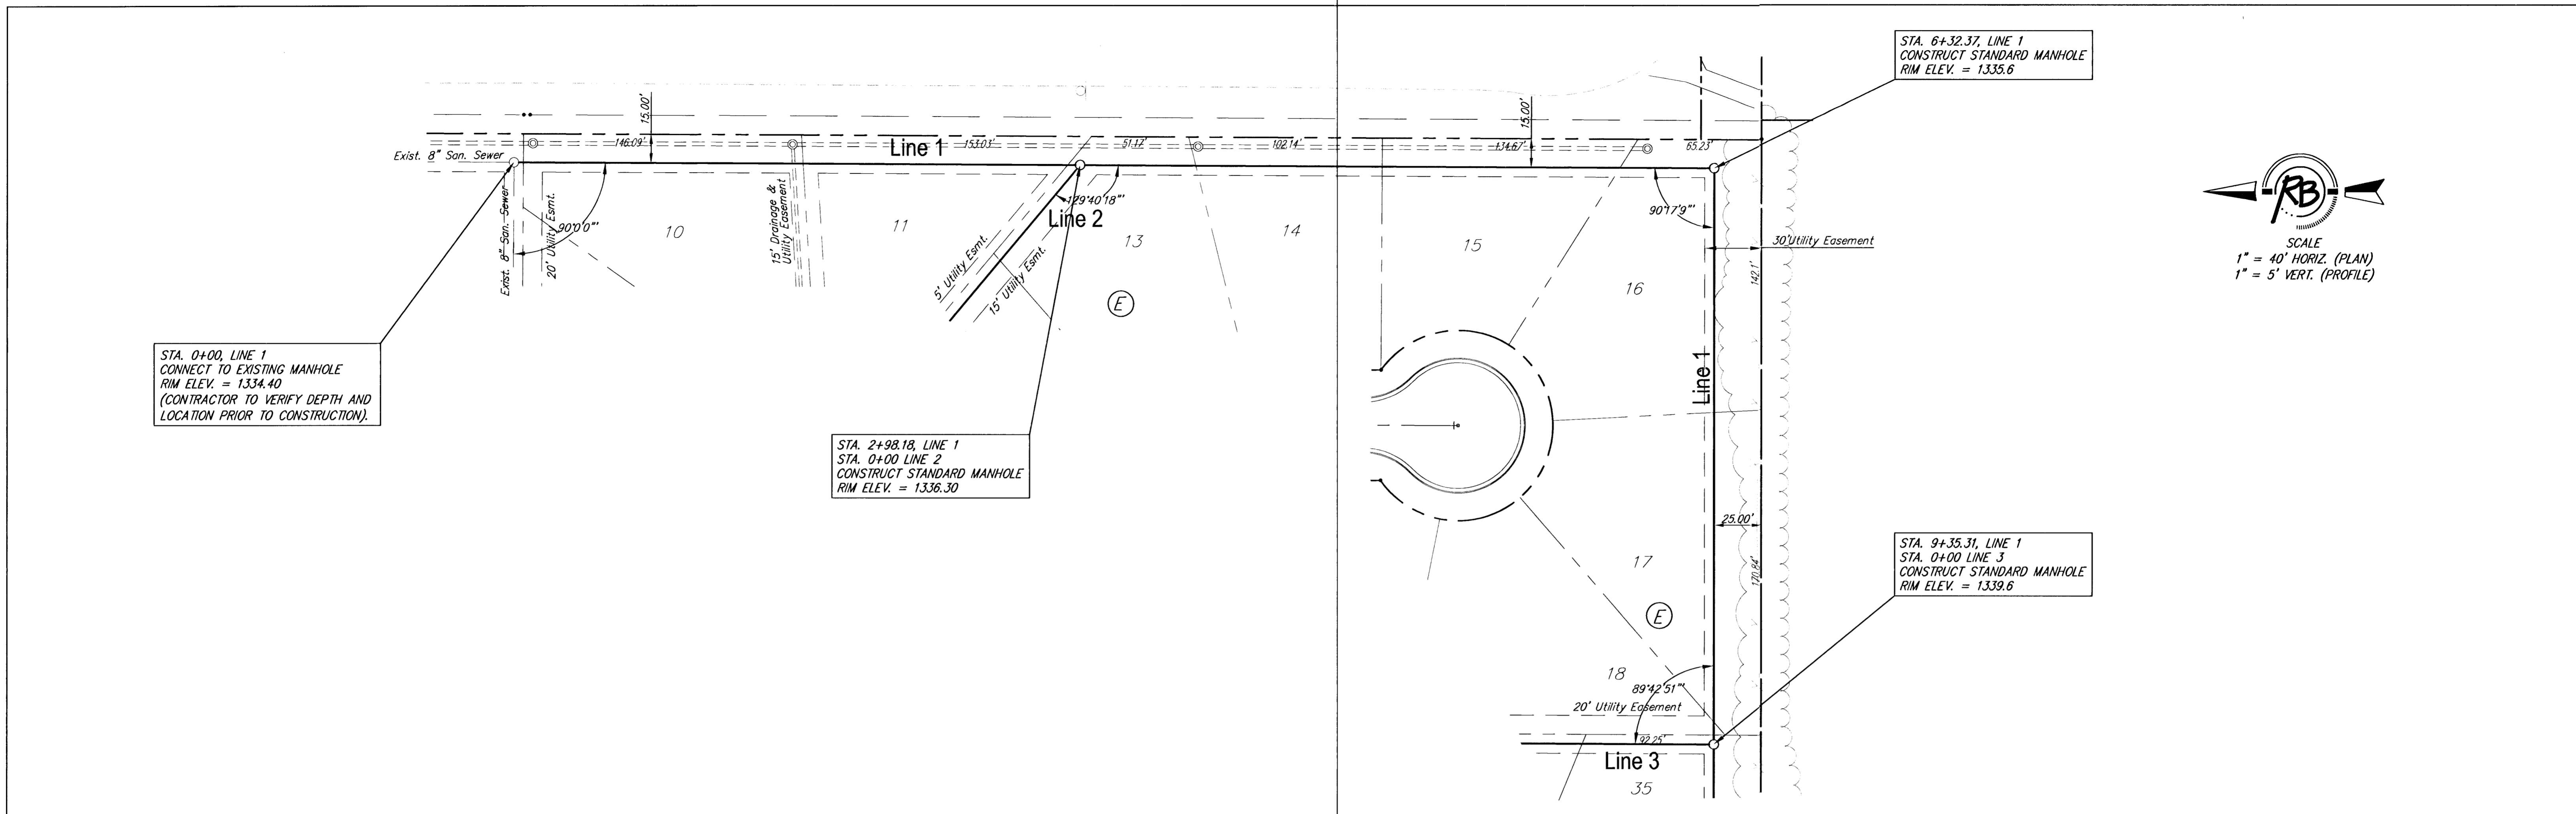 STA. 6+32.37, LINE 1
CONSTRUCT STANDARD MANHOLE
RIM ELEV. = 1335.6
15.00'
15.00'
Exist. 8" San. Sewer
146.09'
Line 1
153.03'
51.17'
102.14'
134.67'
65.23'
Exist. 8" San. Sewer
20' Utility Esmt.
90°0'0"
10
15' Drainage &
Utility Easement
11
5' Utility Esmt.
15' Utility Esmt.
129°40'18"
Line 2
13
14
15
16
90°17'9"
30' Utility Easement
142.1'
E
RB
SCALE
1" = 40' HORIZ. (PLAN)
1" = 5' VERT. (PROFILE)
STA. 0+00, LINE 1
CONNECT TO EXISTING MANHOLE
RIM ELEV. = 1334.40
(CONTRACTOR TO VERIFY DEPTH AND
LOCATION PRIOR TO CONSTRUCTION).
Line 1
STA. 2+98.18, LINE 1
STA. 0+00 LINE 2
CONSTRUCT STANDARD MANHOLE
RIM ELEV. = 1336.30
25.00'
170.84'
17
E
STA. 9+35.31, LINE 1
STA. 0+00 LINE 3
CONSTRUCT STANDARD MANHOLE
RIM ELEV. = 1339.6
18
89°42'51"
20' Utility Easement
92.25'
Line 3
35